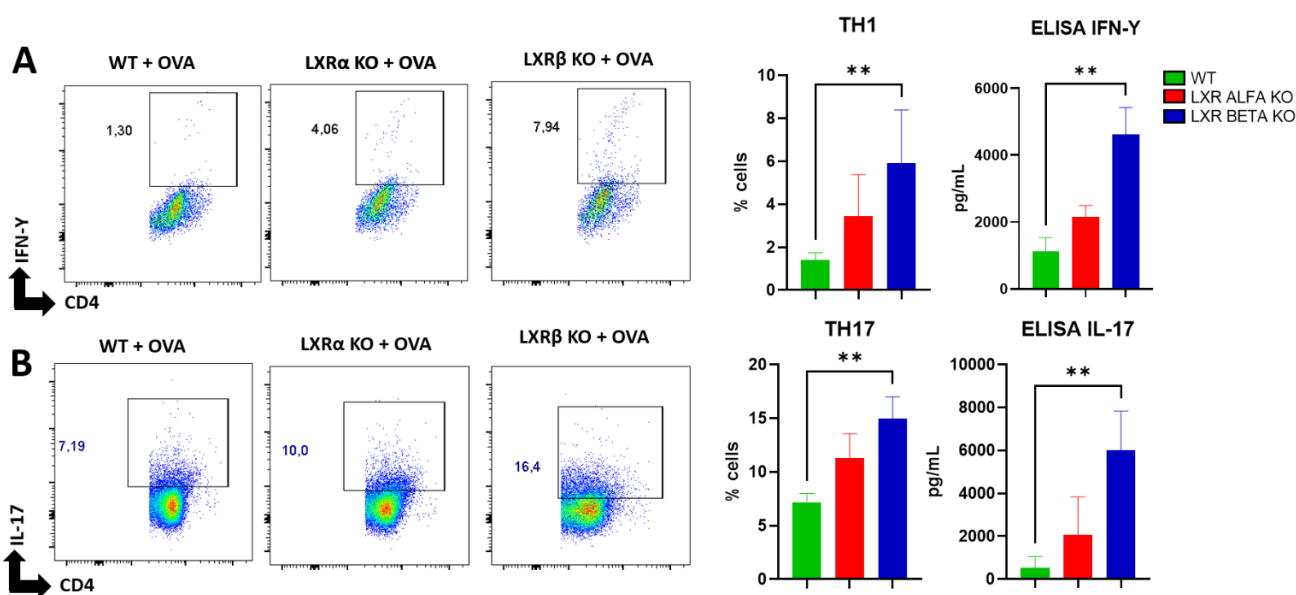 A
WT + OVA
LXRα KO + OVA
LXRβ KO + OVA
1,30
4,06
7,94
IFN-Y
CD4
TH1
**
10
8
6
4
2
0
% cells
ELISA IFN-Y
**
6000
4000
2000
0
pg/mL
WT
LXR ALFA KO
LXR BETA KO
B
WT + OVA
LXRα KO + OVA
LXRβ KO + OVA
7,19
10,0
16,4
IL-17
CD4
TH17
**
20
15
10
5
0
% cells
ELISA IL-17
**
10000
8000
6000
4000
2000
0
pg/mL